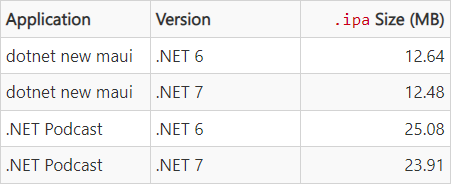 Application Version .ipa Size (MB)
dotnet new maui .NET 6 12.64
dotnet new maui .NET 7 12.48
.NET Podcast .NET 6 25.08
.NET Podcast .NET 7 23.91